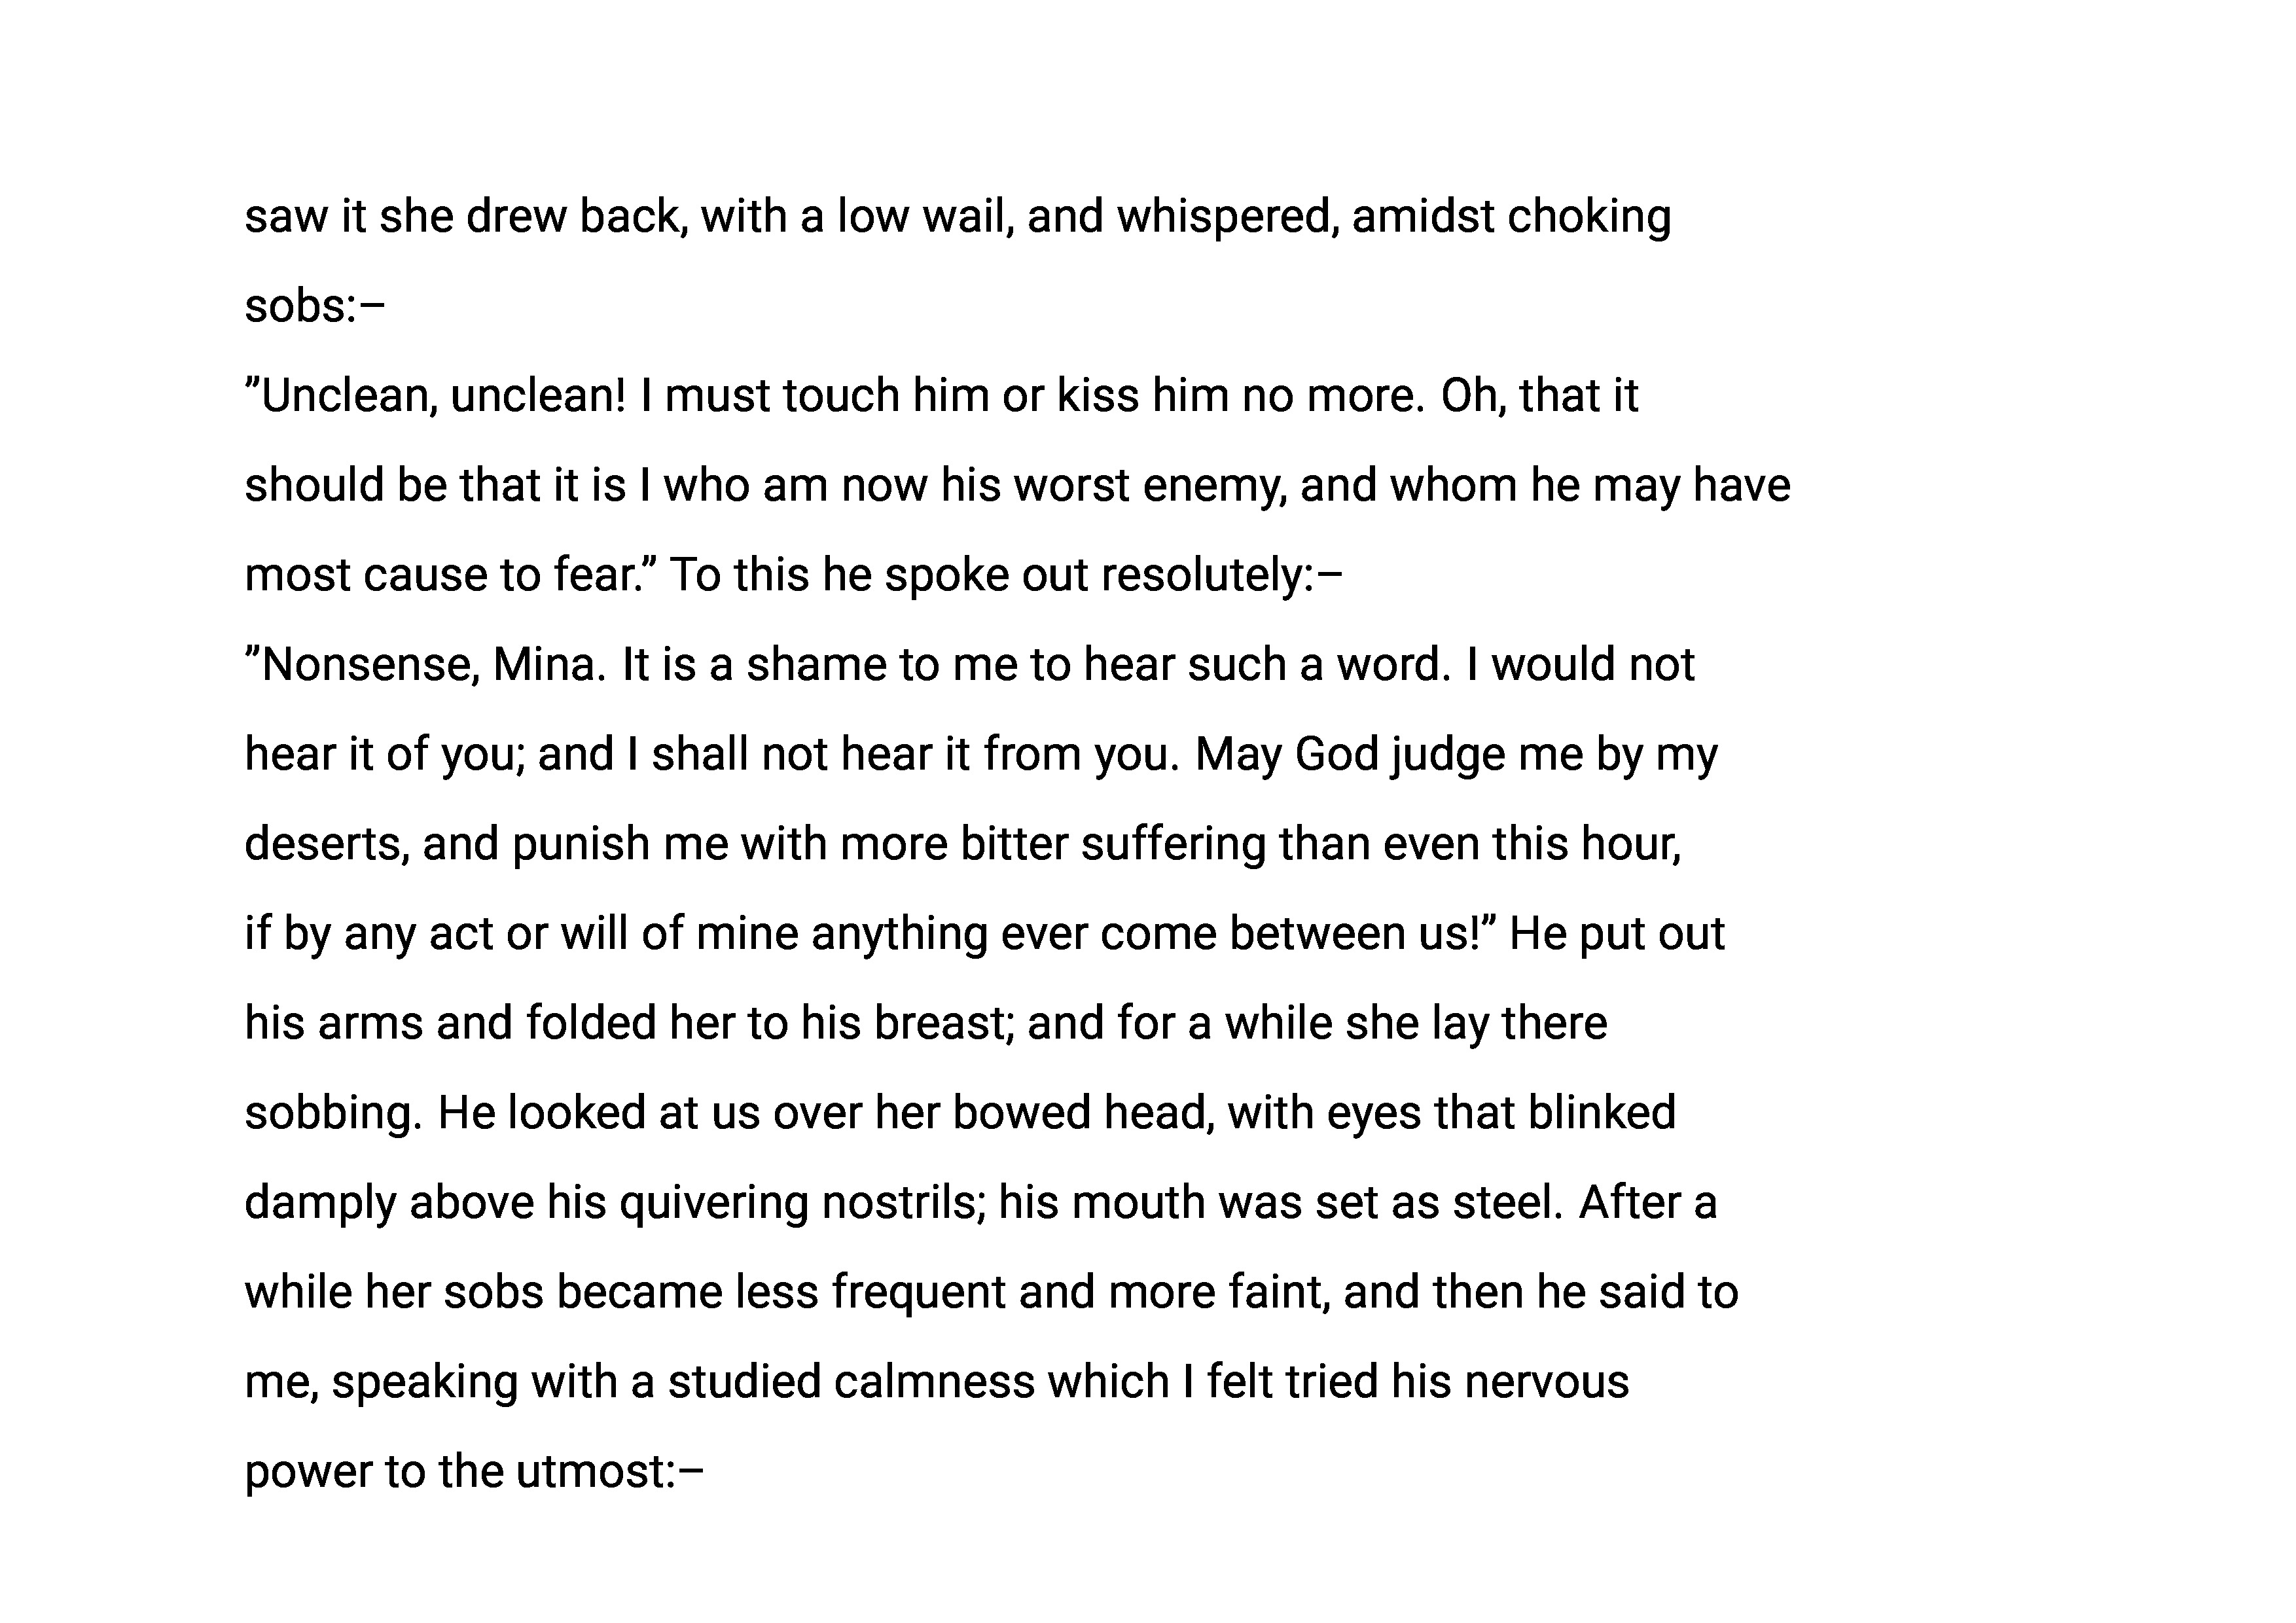 saw it she drew back, with a low wail, and whispered, amidst choking
sobs:–
”Unclean, unclean! I must touch him or kiss him no more. Oh, that it
should be that it is I who am now his worst enemy, and whom he may have
most cause to fear.” To this he spoke out resolutely:–
”Nonsense, Mina. It is a shame to me to hear such a word. I would not
hear it of you; and I shall not hear it from you. May God judge me by my
deserts, and punish me with more bitter suffering than even this hour,
if by any act or will of mine anything ever come between us!” He put out
his arms and folded her to his breast; and for a while she lay there
sobbing. He looked at us over her bowed head, with eyes that blinked
damply above his quivering nostrils; his mouth was set as steel. After a
while her sobs became less frequent and more faint, and then he said to
me, speaking with a studied calmness which I felt tried his nervous
power to the utmost:–